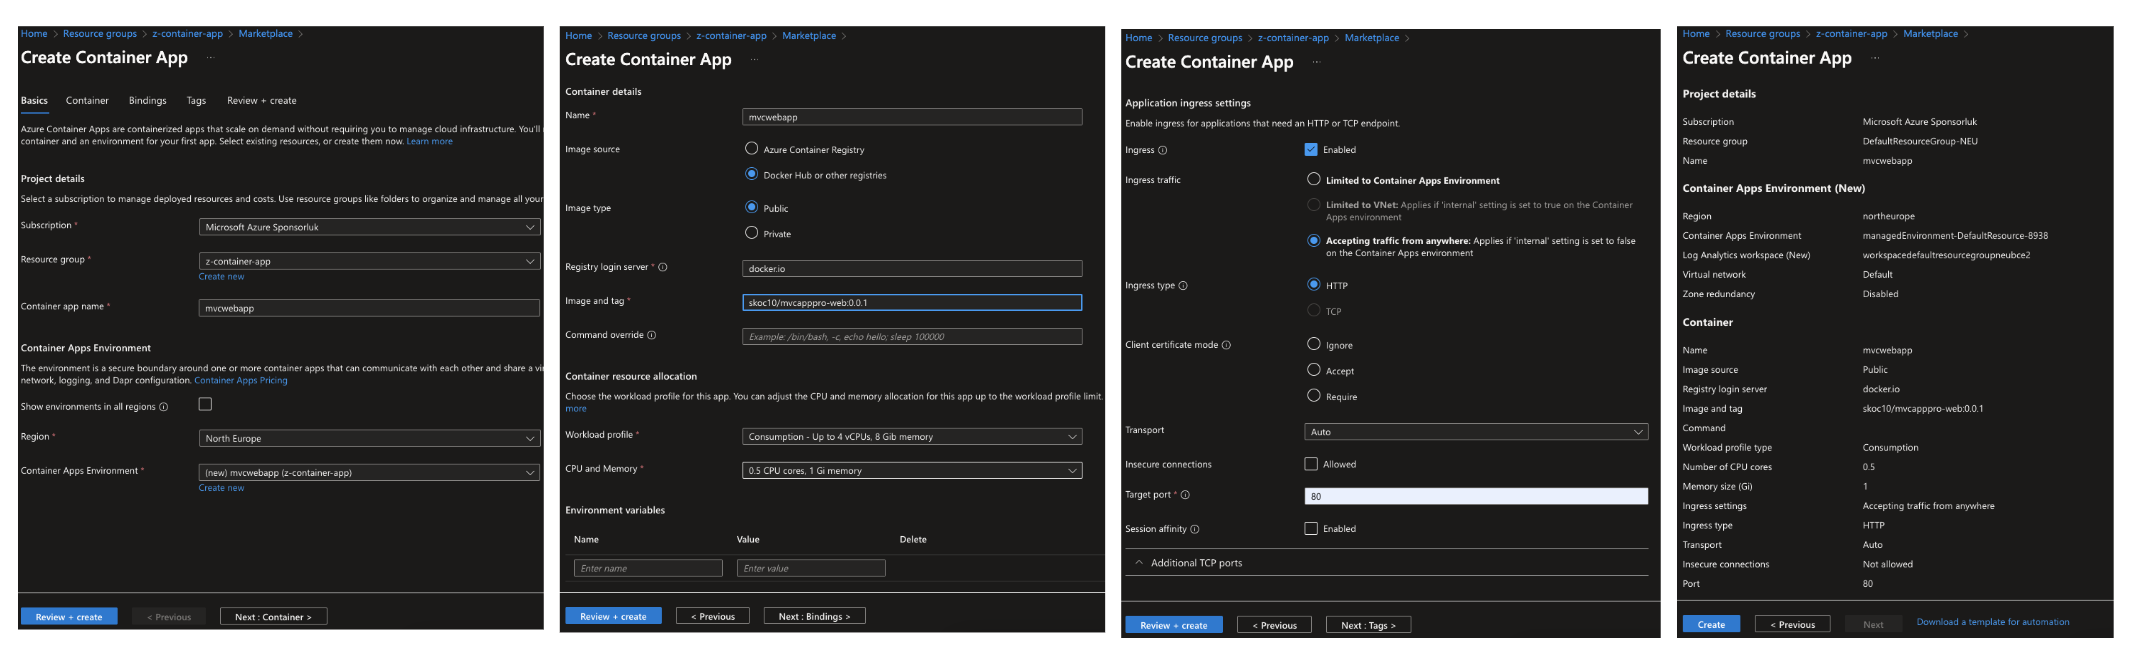 Home > Resource groups > z-container-app > Marketplace >
Create Container App ...
Basics Container Bindings Tags Review + create
Azure Container Apps are containerized apps that scale on demand without requiring you to manage cloud infrastructure. You'll
container and an environment for your first app. Select existing resources, or create them now. Learn more
Project details
Select a subscription to manage deployed resources and costs. Use resource groups like folders to organize and manage all your
Subscription * Microsoft Azure Sponsorluk
Resource group * z-container-app
Create new
Container app name * mvcwebapp
Container Apps Environment
The environment is a secure boundary around one or more container apps that can communicate with each other and share a
network, logging, and Dapr configuration. Container Apps Pricing
Show environments in all regions
Region * North Europe
Container Apps Environment * (new) mvcwebapp (z-container-app)
Create new
Review + create < Previous Next : Container >
Home > Resource groups > z-container-app > Marketplace >
Create Container App ...
Container details
Name * mvcwebapp
Image source Azure Container Registry
Docker Hub or other registries
Image type Public
Private
Registry login server * docker.io
Image and tag * skoc10/mvcapppro-web:0.0.1
Command override Example: /bin/bash, -c, echo hello; sleep 100000
Container resource allocation
Choose the workload profile for this app. You can adjust the CPU and memory allocation for this app up to the workload profile limit.
more
Workload profile * Consumption - Up to 4 vCPUs, 8 Gib memory
CPU and Memory * 0.5 CPU cores, 1 Gi memory
Environment variables
Name Value Delete
Enter name Enter value
Review + create < Previous Next : Bindings >
Home > Resource groups > z-container-app > Marketplace >
Create Container App ...
Application ingress settings
Enable ingress for applications that need an HTTP or TCP endpoint.
Ingress Enabled
Ingress traffic Limited to Container Apps Environment
Limited to VNet: Applies if 'internal' setting is set to true on the Container
Apps environment
Accepting traffic from anywhere: Applies if 'internal' setting is set to false
on the Container Apps environment
Ingress type HTTP
TCP
Client certificate mode Ignore
Accept
Require
Transport Auto
Insecure connections Allowed
Target port * 80
Session affinity Enabled
Additional TCP ports
Review + create < Previous Next : Tags >
Home > Resource groups > z-container-app > Marketplace >
Create Container App ...
Project details
Subscription Microsoft Azure Sponsorluk
Resource group DefaultResourceGroup-NEU
Name mvcwebapp
Container Apps Environment (New)
Region northeurope
Container Apps Environment managedEnvironment-DefaultResource-8938
Log Analytics workspace (New) workspacedefaultresourcegroupneubce2
Virtual network Default
Zone redundancy Disabled
Container
Name mvcwebapp
Image source Public
Registry login server docker.io
Image and tag skoc10/mvcapppro-web:0.0.1
Command
Workload profile type Consumption
Number of CPU cores 0.5
Memory size (Gi) 1
Ingress settings Accepting traffic from anywhere
Ingress type HTTP
Transport Auto
Insecure connections Not allowed
Port 80
Create < Previous Next Download a template for automation